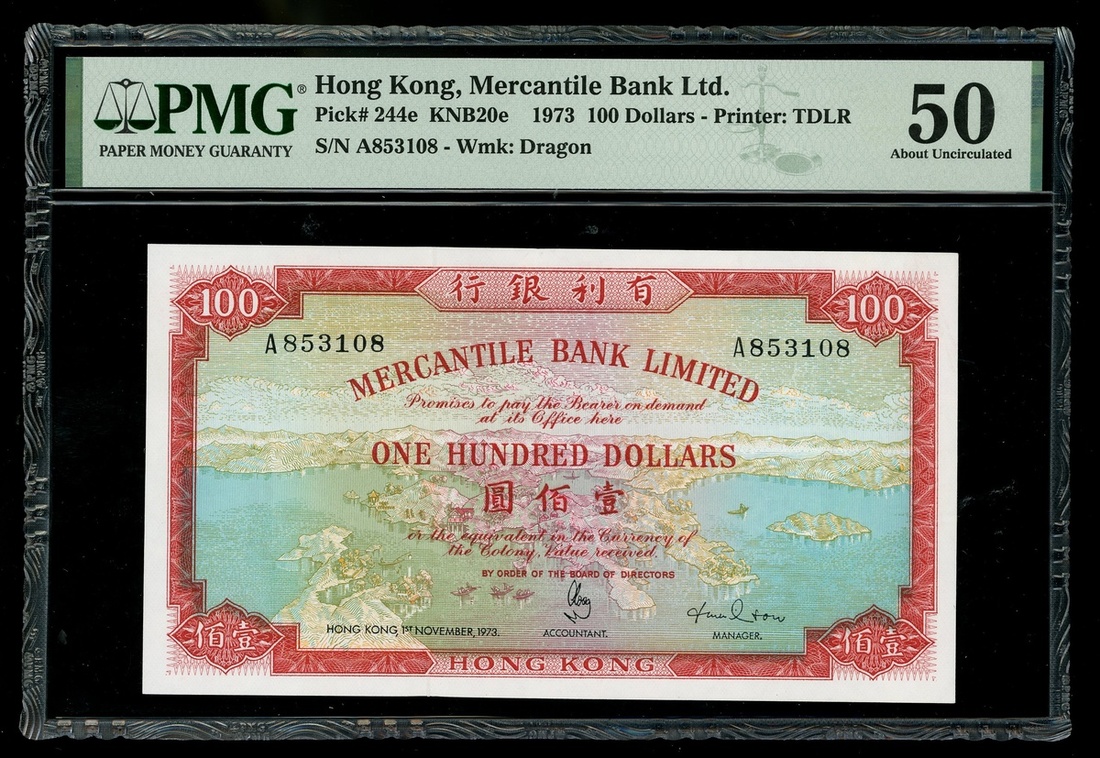 PMG®
PAPER MONEY GUARANTY
Hong Kong, Mercantile Bank Ltd.
Pick# 244e KNB20e 1973 100 Dollars - Printer: TDLR
S/N A853108 - Wmk: Dragon
50
About Uncirculated
100
行銀利有
100
A853108
A853108
MERCANTILE BANK LIMITED
Promises to pay the Bearer on demand
at its Office here
ONE HUNDRED DOLLARS
圓佰壹
or the equivalent in the Currency of
the Colony, Value received.
BY ORDER OF THE BOARD OF DIRECTORS
HONG KONG, 1ST NOVEMBER, 1973.
ACCOUNTANT.
MANAGER.
佰壹
HONG KONG
佰壹